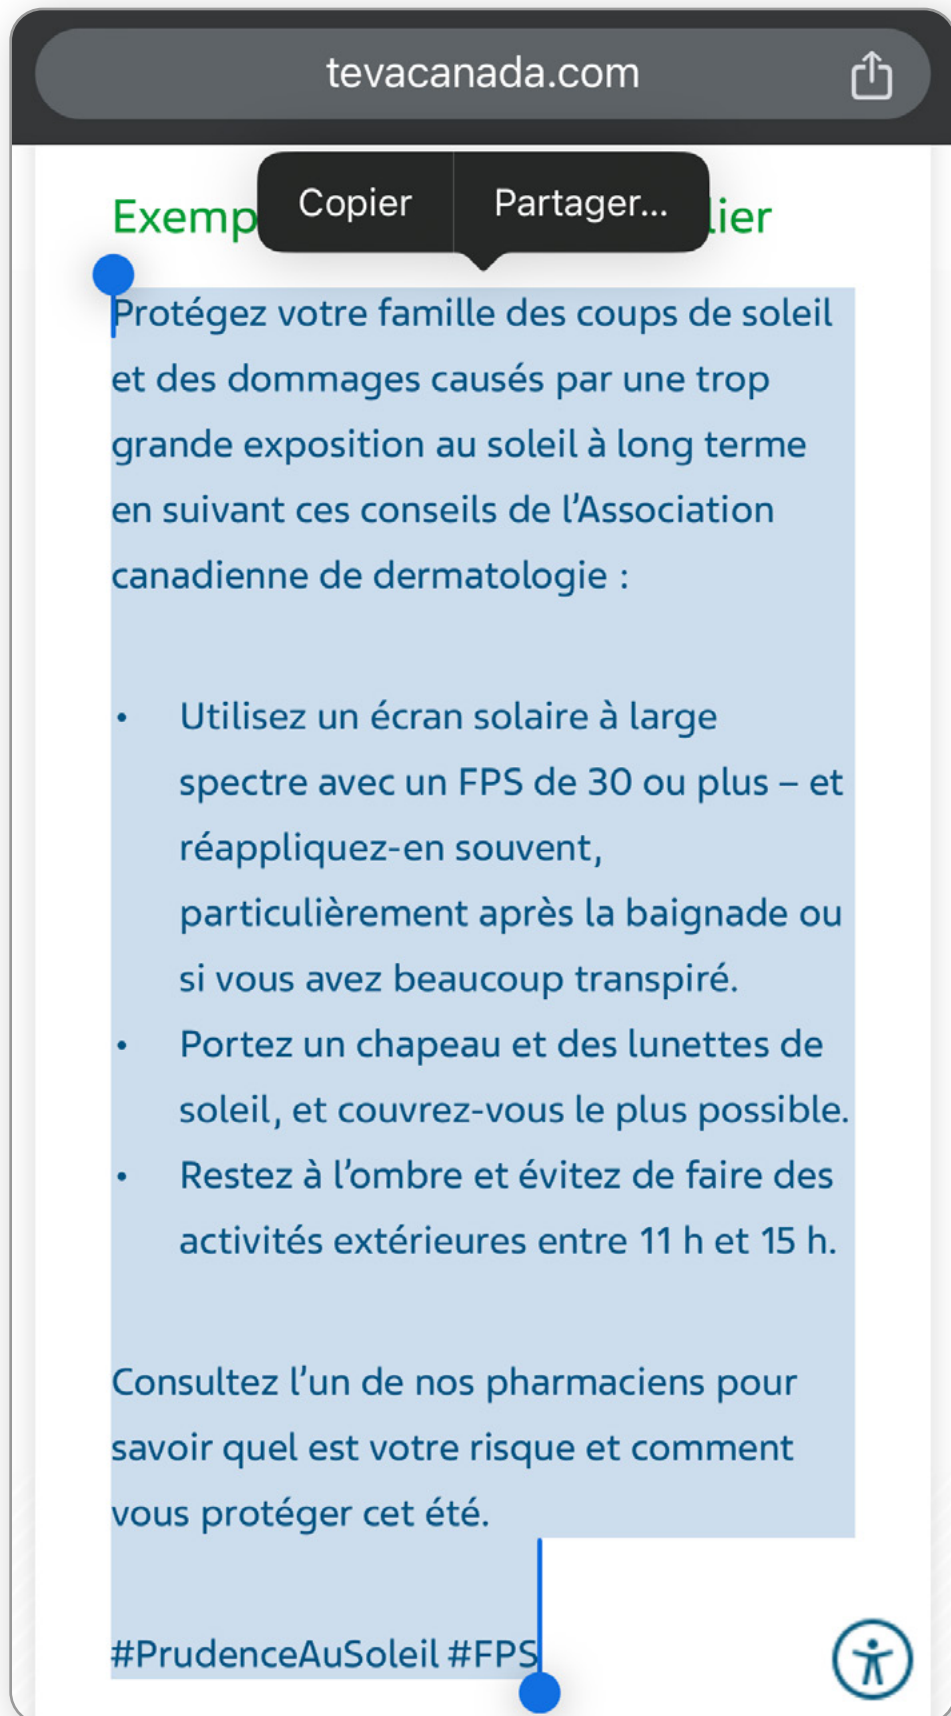 tevacanada.com
Copier Partager...
Exemp lier
Protégez votre famille des coups de soleil
et des dommages causés par une trop
grande exposition au soleil à long terme
en suivant ces conseils de l’Association
canadienne de dermatologie :
• Utilisez un écran solaire à large
spectre avec un FPS de 30 ou plus – et
réappliquez-en souvent,
particulièrement après la baignade ou
si vous avez beaucoup transpiré.
• Portez un chapeau et des lunettes de
soleil, et couvrez-vous le plus possible.
• Restez à l’ombre et évitez de faire des
activités extérieures entre 11 h et 15 h.
Consultez l’un de nos pharmaciens pour
savoir quel est votre risque et comment
vous protéger cet été.
#PrudenceAuSoleil #FPS